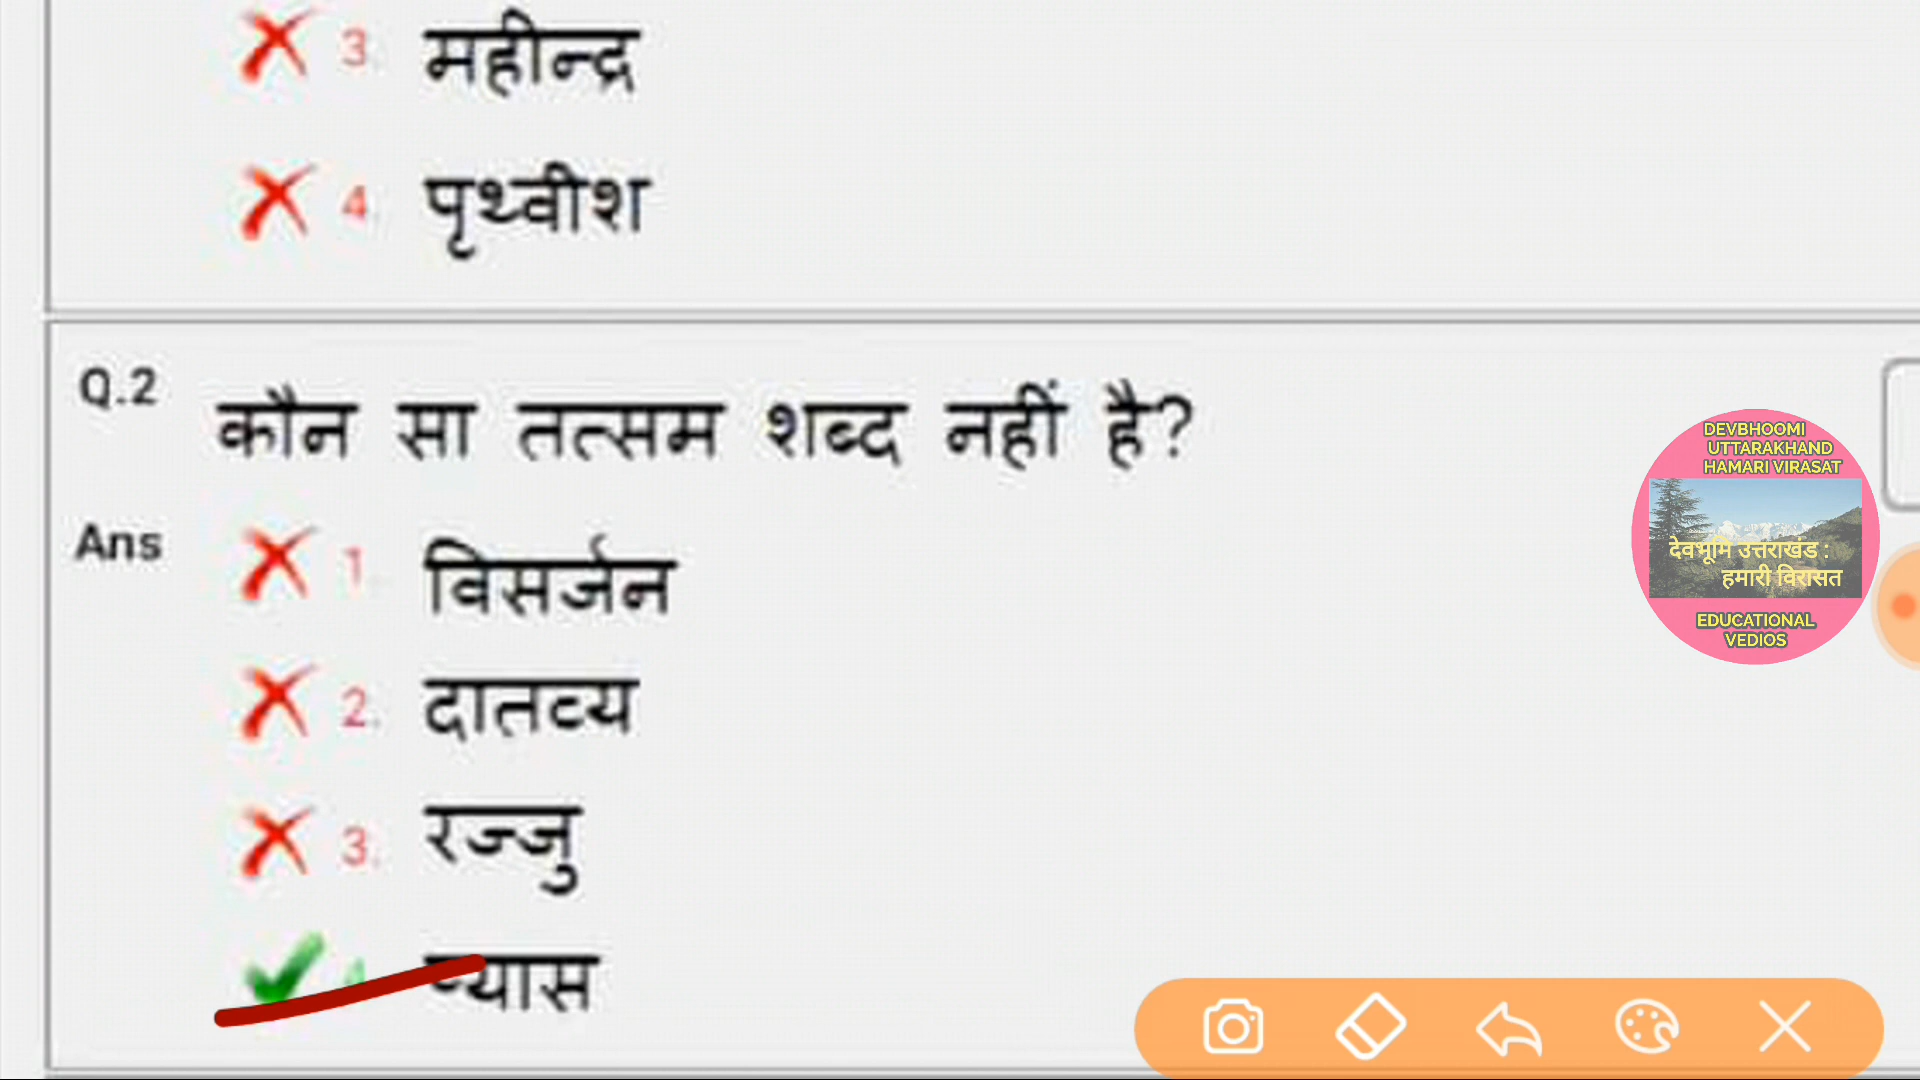 3. महीन्द्र
4. पृथ्वीश
Q.2 कौन सा तत्सम शब्द नहीं है?
Ans 1. विसर्जन
2. दातव्य
3. रज्जु
4. प्यास
DEVBHOOMI
UTTARAKHAND
HAMARI VIRASAT
देवभूमि उत्तराखंड :
हमारी विरासत
EDUCATIONAL
VEDIOS